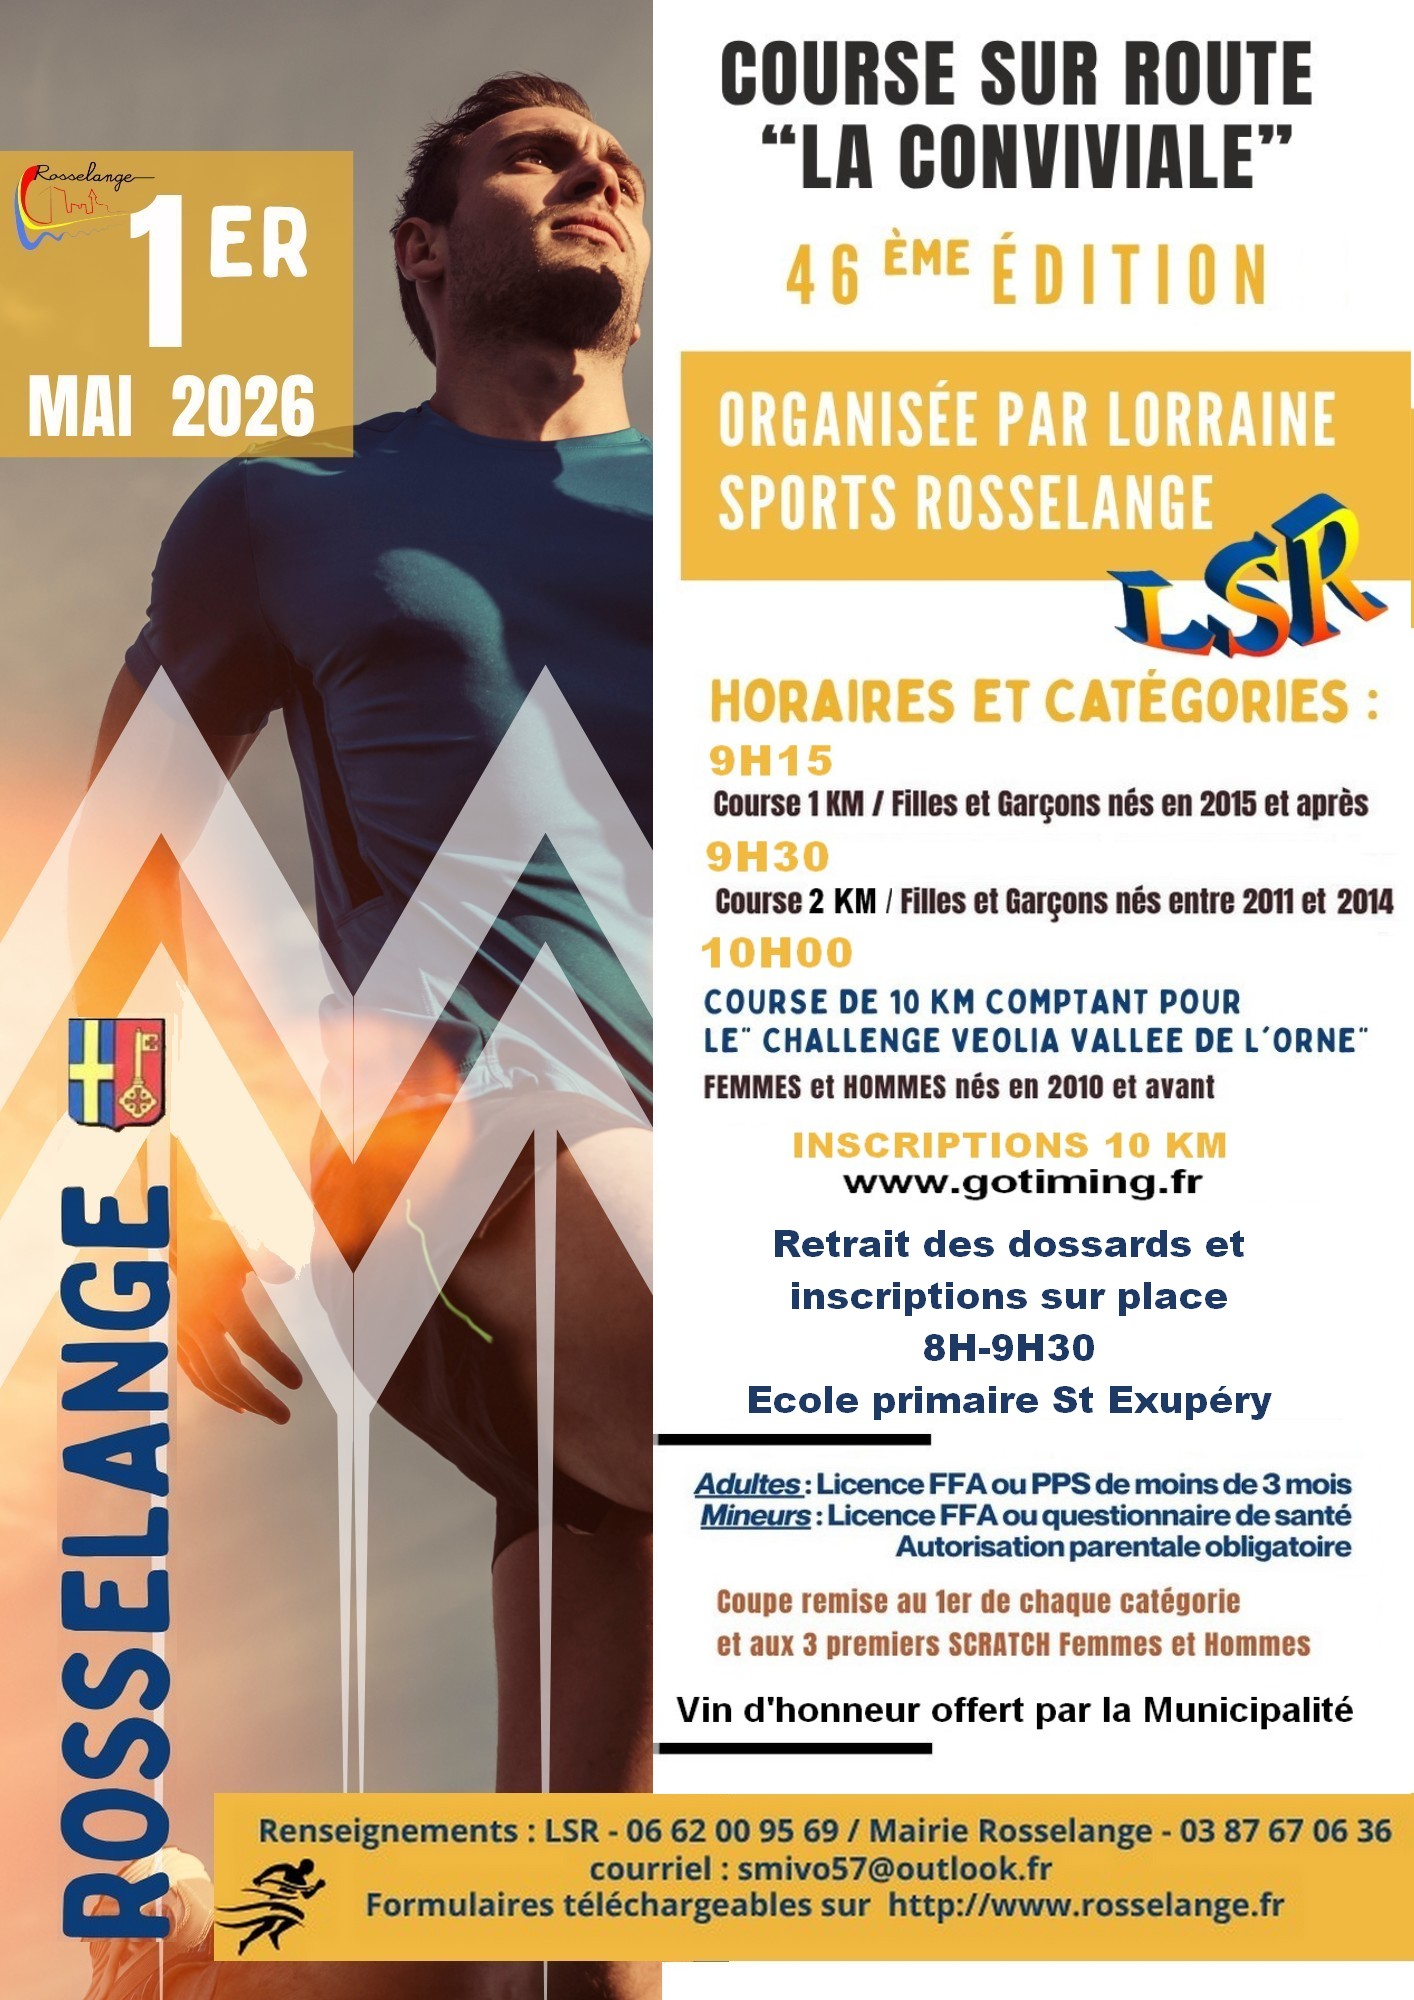 Rosselange
1ER
MAI 2026
COURSE SUR ROUTE
“LA CONVIVIALE”
46 ÈME ÉDITION
ORGANISÉE PAR LORRAINE
SPORTS ROSSELANGE
LSR
HORAIRES ET CATÉGORIES :
9H15
Course 1 KM / Filles et Garçons nés en 2015 et après
9H30
Course 2 KM / Filles et Garçons nés entre 2011 et 2014
10H00
COURSE DE 10 KM COMPTANT POUR
LE" CHALLENGE VEOLIA VALLEE DE L´ORNE"
FEMMES et HOMMES nés en 2010 et avant
INSCRIPTIONS 10 KM
www.gotiming.fr
Retrait des dossards et
inscriptions sur place
8H-9H30
Ecole primaire St Exupéry
Adultes : Licence FFA ou PPS de moins de 3 mois
Mineurs : Licence FFA ou questionnaire de santé
Autorisation parentale obligatoire
Coupe remise au 1er de chaque catégorie
et aux 3 premiers SCRATCH Femmes et Hommes
Vin d'honneur offert par la Municipalité
ROSSELANGE
Renseignements : LSR - 06 62 00 95 69 / Mairie Rosselange - 03 87 67 06 36
courriel : smivo57@outlook.fr
Formulaires téléchargeables sur http://www.rosselange.fr